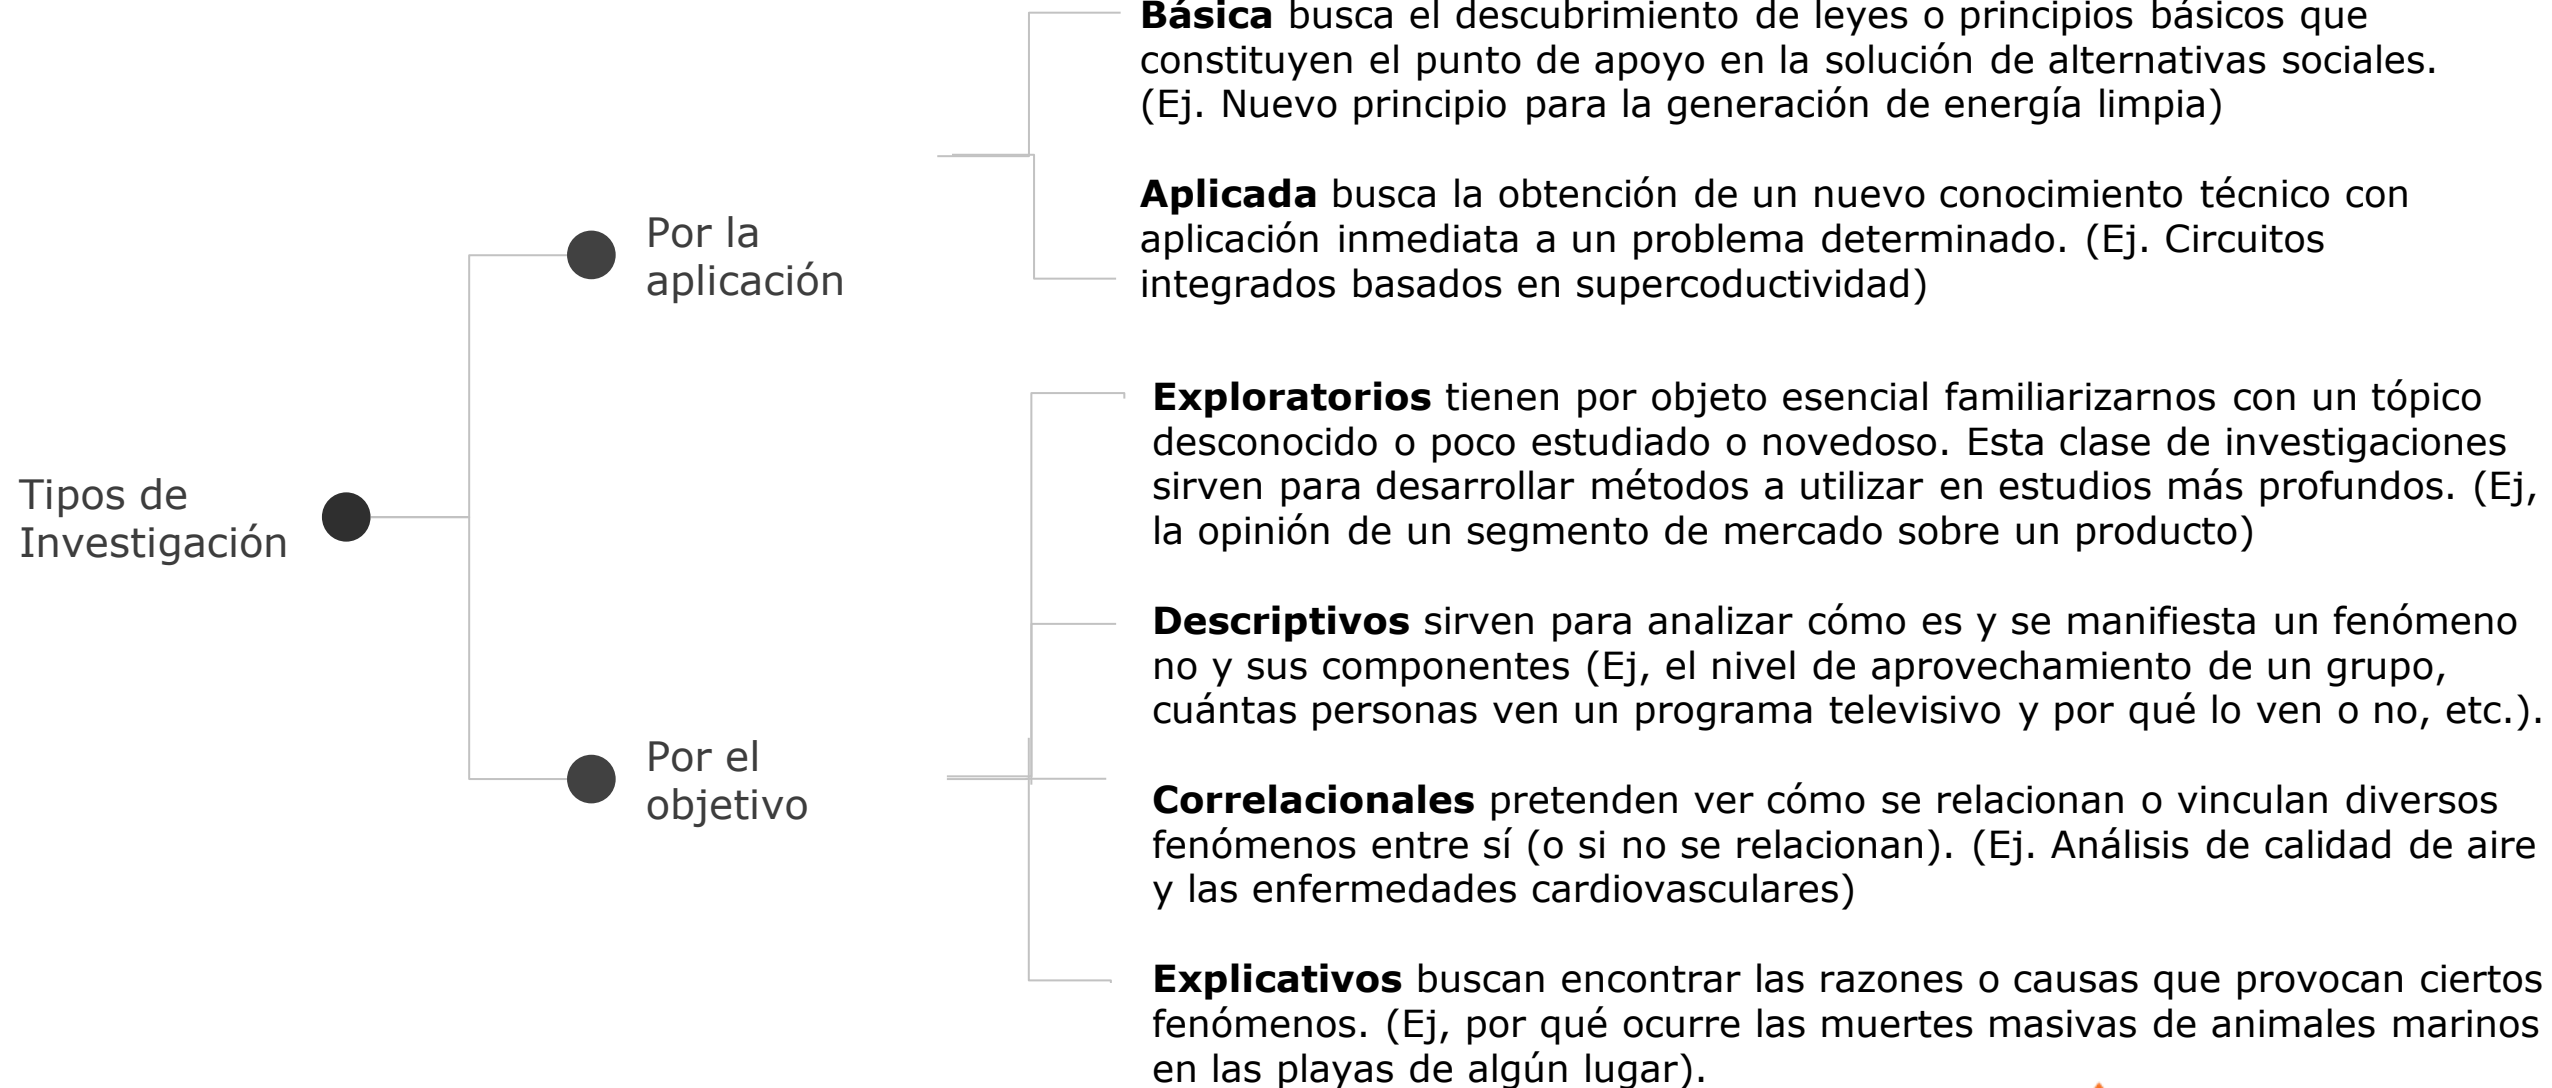 Básica busca el descubrimiento de leyes o principios básicos que
constituyen el punto de apoyo en la solución de alternativas sociales.
(Ej. Nuevo principio para la generación de energía limpia)
Aplicada busca la obtención de un nuevo conocimiento técnico con
aplicación inmediata a un problema determinado. (Ej. Circuitos
integrados basados en supercoductividad)
Por la
aplicación
Exploratorios tienen por objeto esencial familiarizarnos con un tópico
desconocido o poco estudiado o novedoso. Esta clase de investigaciones
sirven para desarrollar métodos a utilizar en estudios más profundos. (Ej,
la opinión de un segmento de mercado sobre un producto)
Tipos de
Investigación
Descriptivos sirven para analizar cómo es y se manifiesta un fenómeno
no y sus componentes (Ej, el nivel de aprovechamiento de un grupo,
cuántas personas ven un programa televisivo y por qué lo ven o no, etc.).
Por el
objetivo
Correlacionales pretenden ver cómo se relacionan o vinculan diversos
fenómenos entre sí (o si no se relacionan). (Ej. Análisis de calidad de aire
y las enfermedades cardiovasculares)
Explicativos buscan encontrar las razones o causas que provocan ciertos
fenómenos. (Ej, por qué ocurre las muertes masivas de animales marinos
en las playas de algún lugar).